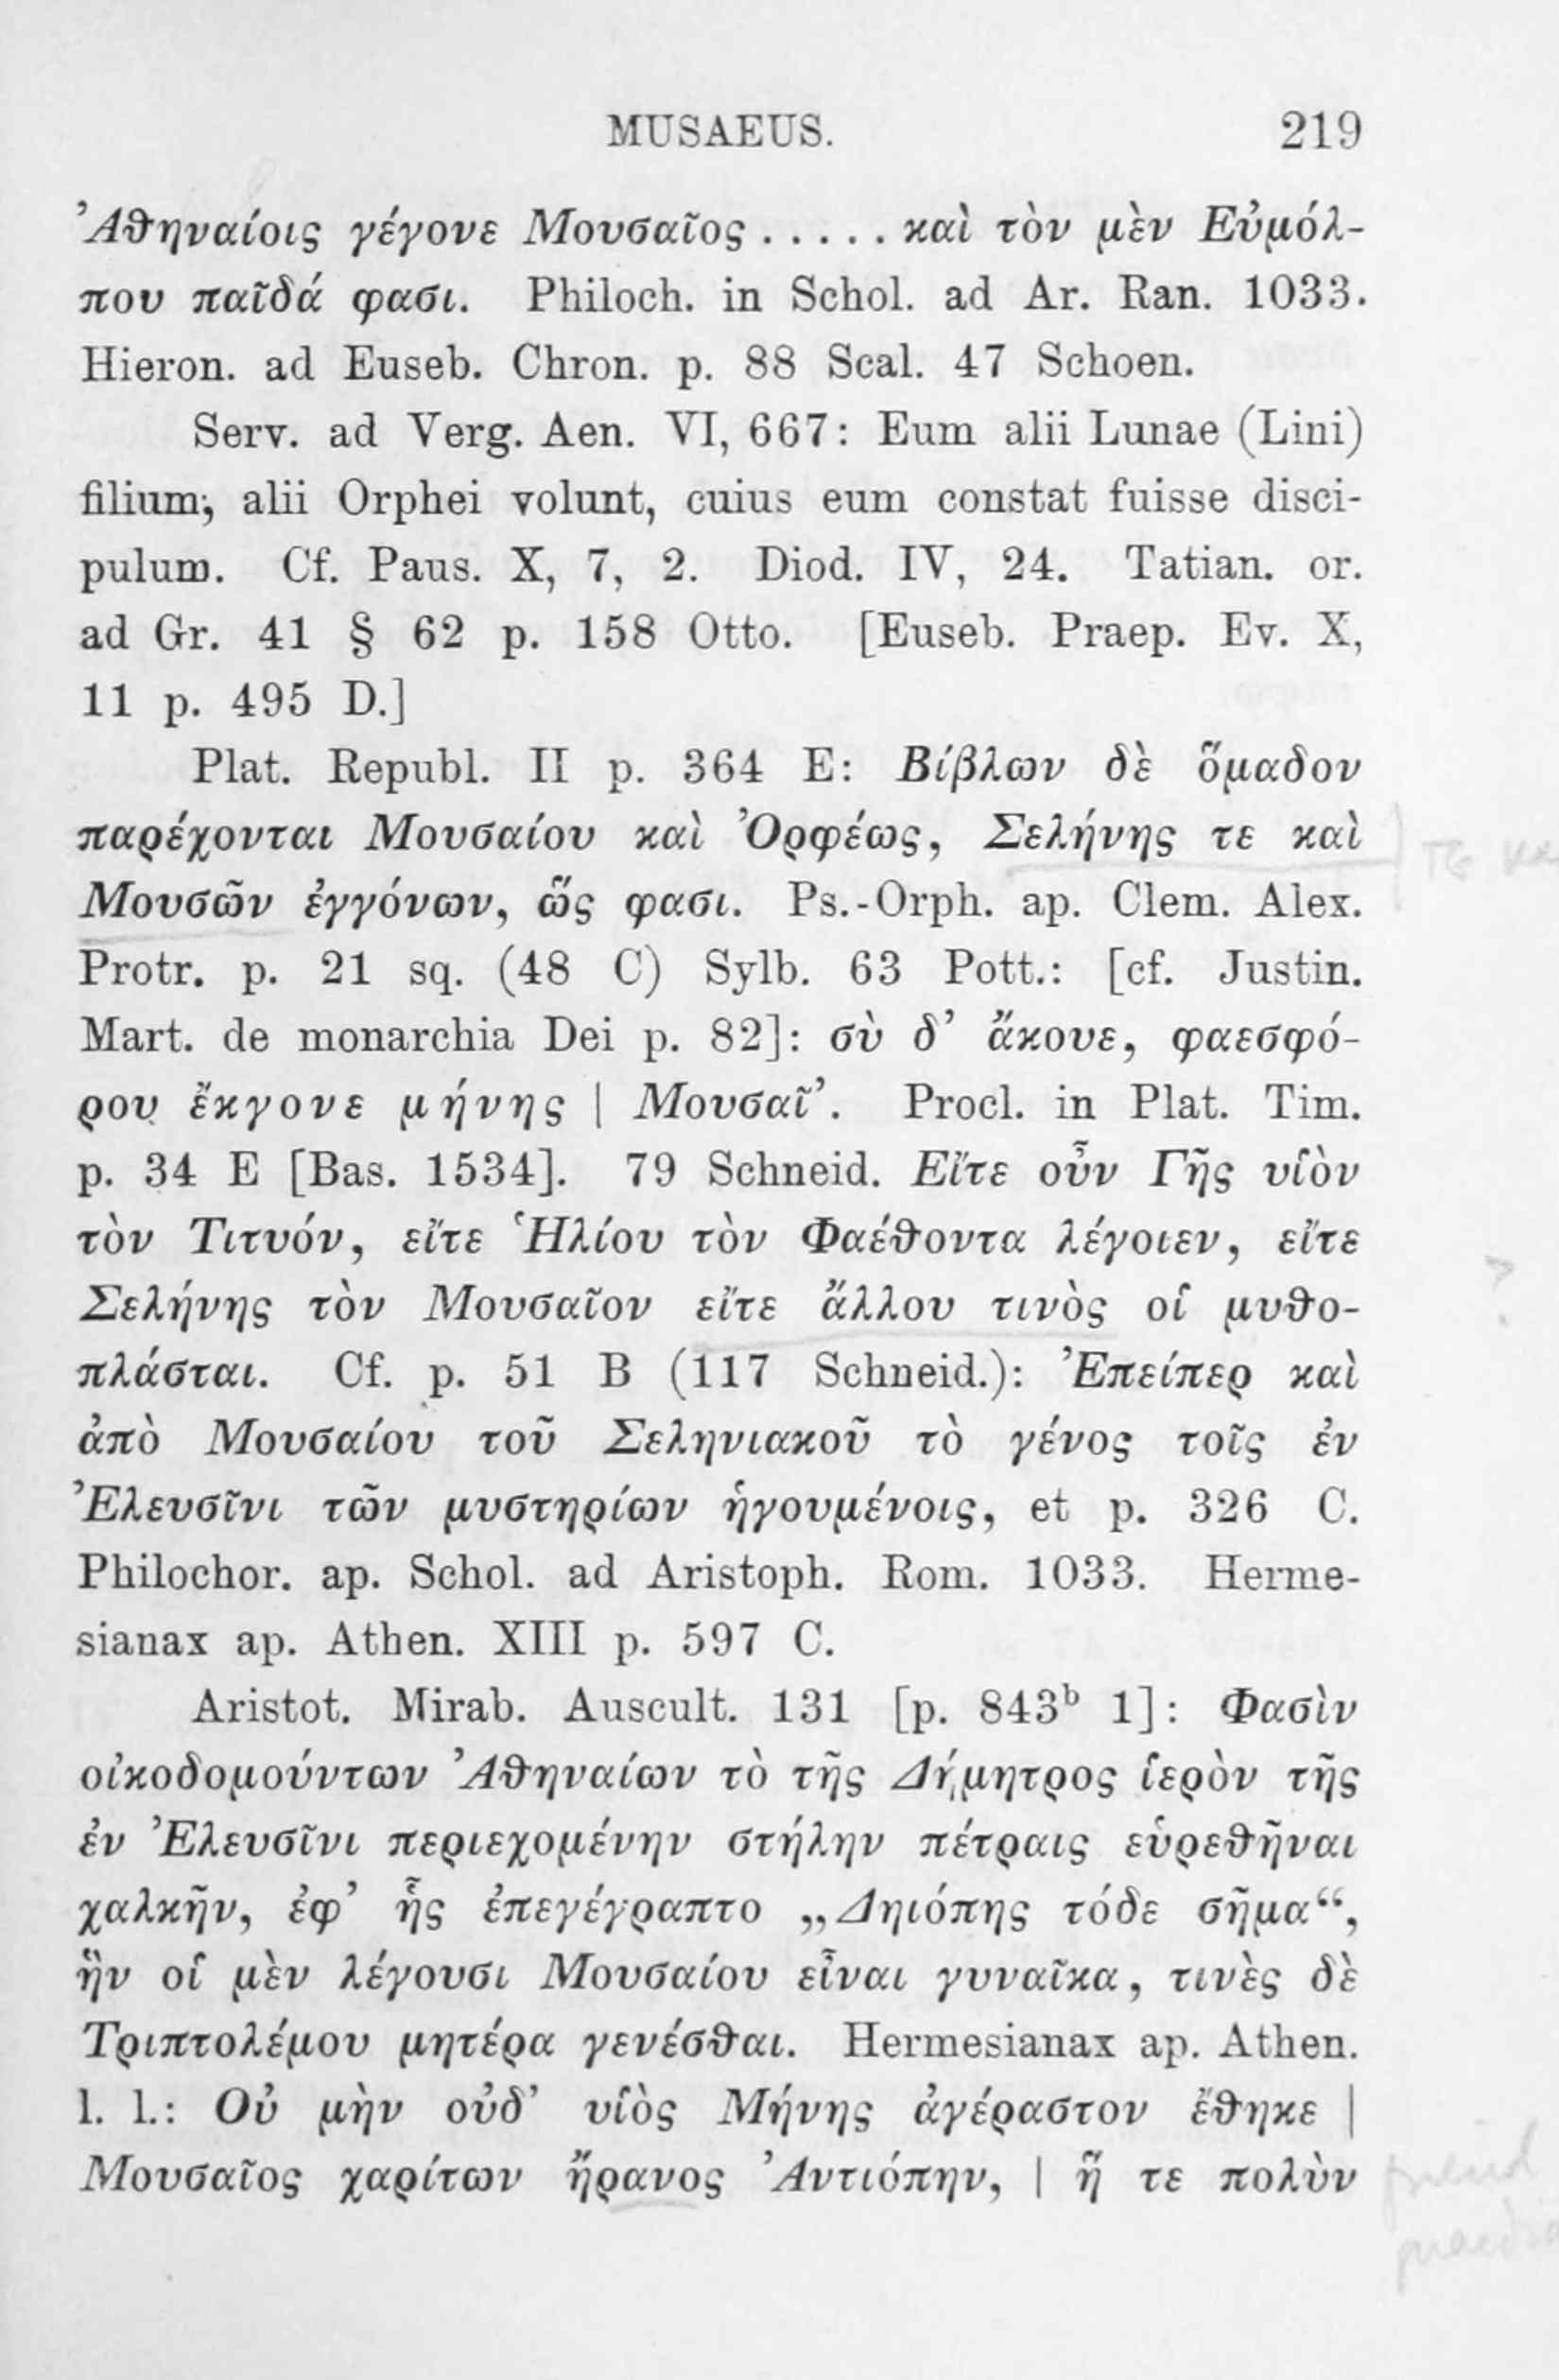 MUSAEUS. 219
Ἀθηναίοις γέγονε Μουσαῖος . . . . . καὶ τὸν μὲν Εὐμόλ-
που παῖδά φασι. Philoch. in Schol. ad Ar. Ran. 1033.
Hieron. ad Euseb. Chron. p. 88 Scal. 47 Schoen.
Serv. ad Verg. Aen. VI, 667: Eum alii Lunae (Lini)
filium; alii Orphei volunt, cuius eum constat fuisse disci-
pulum. Cf. Paus. X, 7, 2. Diod. IV, 24. Tatian. or.
ad Gr. 41 § 62 p. 158 Otto. [Euseb. Praep. Ev. X,
11 p. 495 D.]
Plat. Republ. II p. 364 E: Βίβλων δὲ ὅμαδον
παρέχονται Μουσαίου καὶ Ὀρφέως, Σελήνης τε καὶ
Μουσῶν ἐγγόνων, ὥς φασι. Ps.-Orph. ap. Clem. Alex.
Protr. p. 21 sq. (48 C) Sylb. 63 Pott.: [cf. Justin.
Mart. de monarchia Dei p. 82]: σὺ δ’ ἄκουε, φαεσφό-
ρου ἔκγονε μήνης | Μουσαῖ’. Procl. in Plat. Tim.
p. 34 E [Bas. 1534]. 79 Schneid. Εἴτε οὖν Γῆς υἱὸν
τὸν Τιτυόν, εἴτε Ἡλίου τὸν Φαέθοντα λέγοιεν, εἴτε
Σελήνης τὸν Μουσαῖον εἴτε ἄλλου τινὸς οἱ μυθο-
πλάσται. Cf. p. 51 B (117 Schneid.): Ἐπείπερ καὶ
ἀπὸ Μουσαίου τοῦ Σεληνιακοῦ τὸ γένος τοῖς ἐν
Ἐλευσῖνι τῶν μυστηρίων ἡγουμένοις, et p. 326 C.
Philochor. ap. Schol. ad Aristoph. Rom. 1033. Herme-
sianax ap. Athen. XIII p. 597 C.
Aristot. Mirab. Auscult. 131 [p. 843ᵇ 1]: Φασὶν
οἰκοδομούντων Ἀθηναίων τὸ τῆς Δήμητρος ἱερὸν τῆς
ἐν Ἐλευσῖνι περιεχομένην στήλην πέτραις εὑρεθῆναι
χαλκῆν, ἐφ’ ἧς ἐπεγέγραπτο „Δηιόπης τόδε σῆμα“,
ἣν οἱ μὲν λέγουσι Μουσαίου εἶναι γυναῖκα, τινὲς δὲ
Τριπτολέμου μητέρα γενέσθαι. Hermesianax ap. Athen.
l. l.: Οὐ μὴν οὐδ’ υἱὸς Μήνης ἀγέραστον ἔθηκε |
Μουσαῖος χαρίτων ἤρανος Ἀντιόπην, | ἥ τε πολὺν